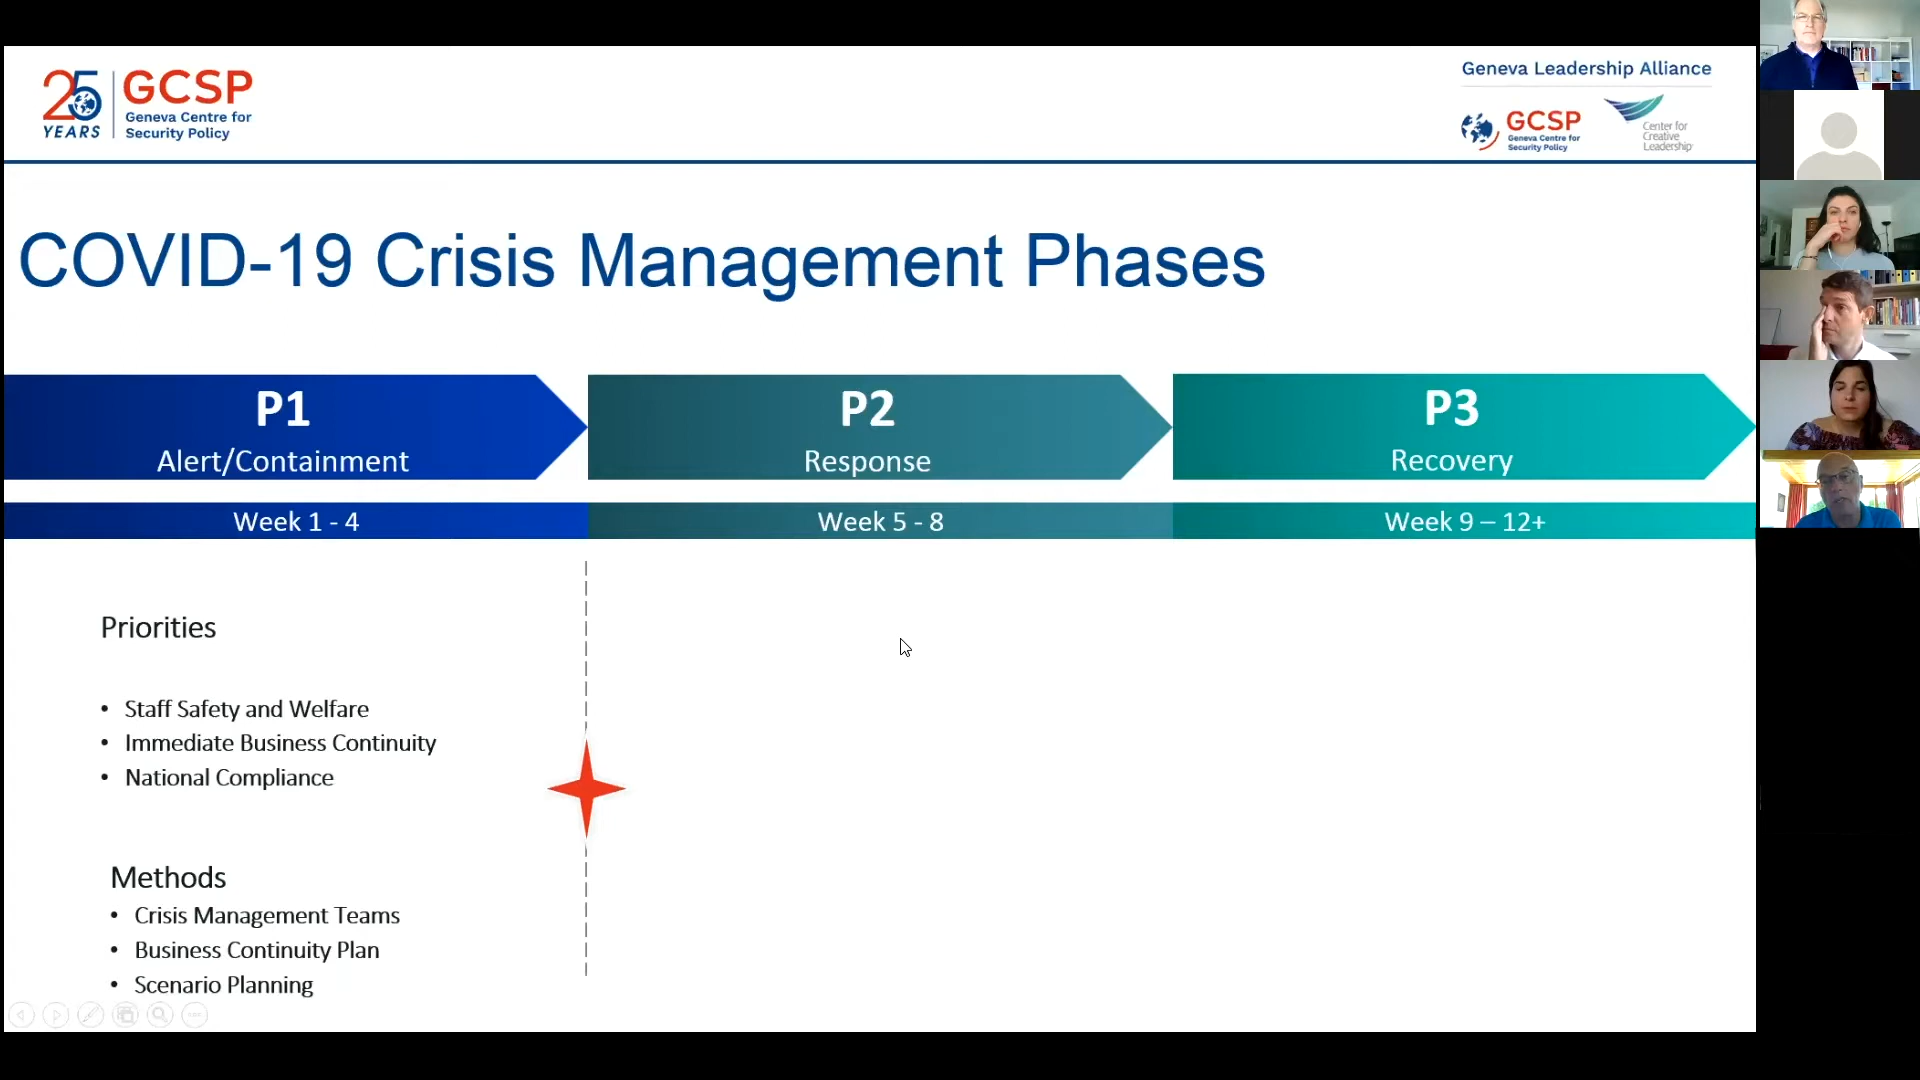 25
YEARS
GCSP
Geneva Centre for
Security Policy
Geneva Leadership Alliance
GCSP
Geneva Centre for
Security Policy
Center for
Creative
Leadership
COVID-19 Crisis Management Phases
P1
Alert/Containment
P2
Response
P3
Recovery
Week 1 - 4
Week 5 - 8
Week 9 – 12+
Priorities
• Staff Safety and Welfare
• Immediate Business Continuity
• National Compliance
Methods
• Crisis Management Teams
• Business Continuity Plan
• Scenario Planning